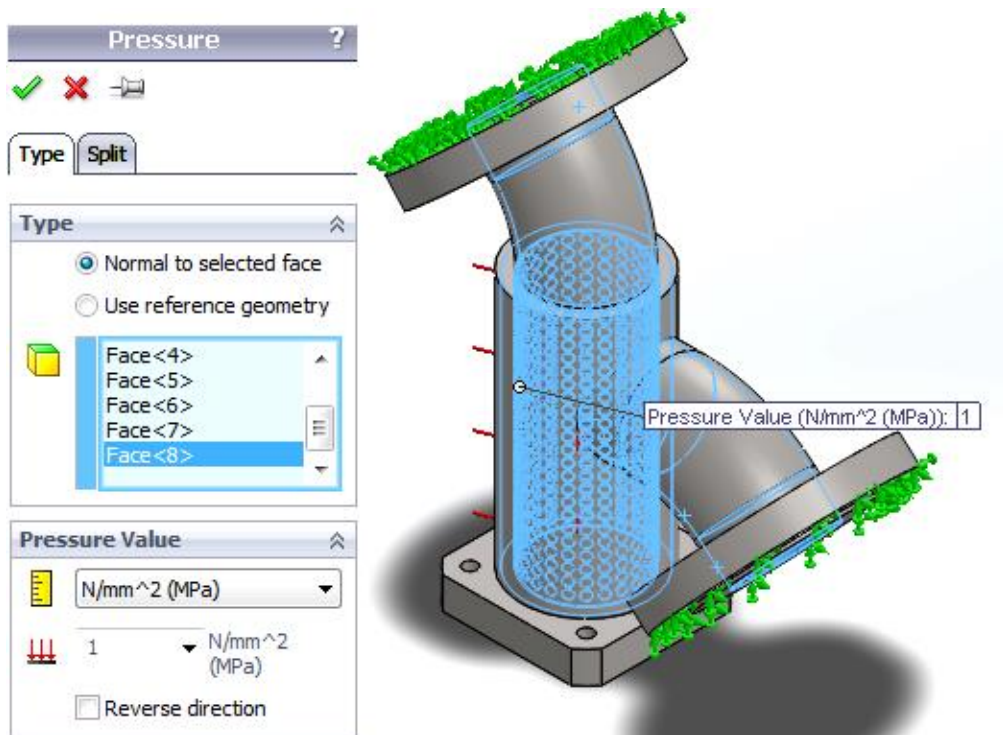 Pressure ?
Type Split
Type
Normal to selected face
Use reference geometry
Face<4>
Face<5>
Face<6>
Face<7>
Face<8>
Pressure Value
N/mm^2 (MPa)
1 N/mm^2
(MPa)
Reverse direction
Pressure Value (N/mm^2 (MPa)): 1